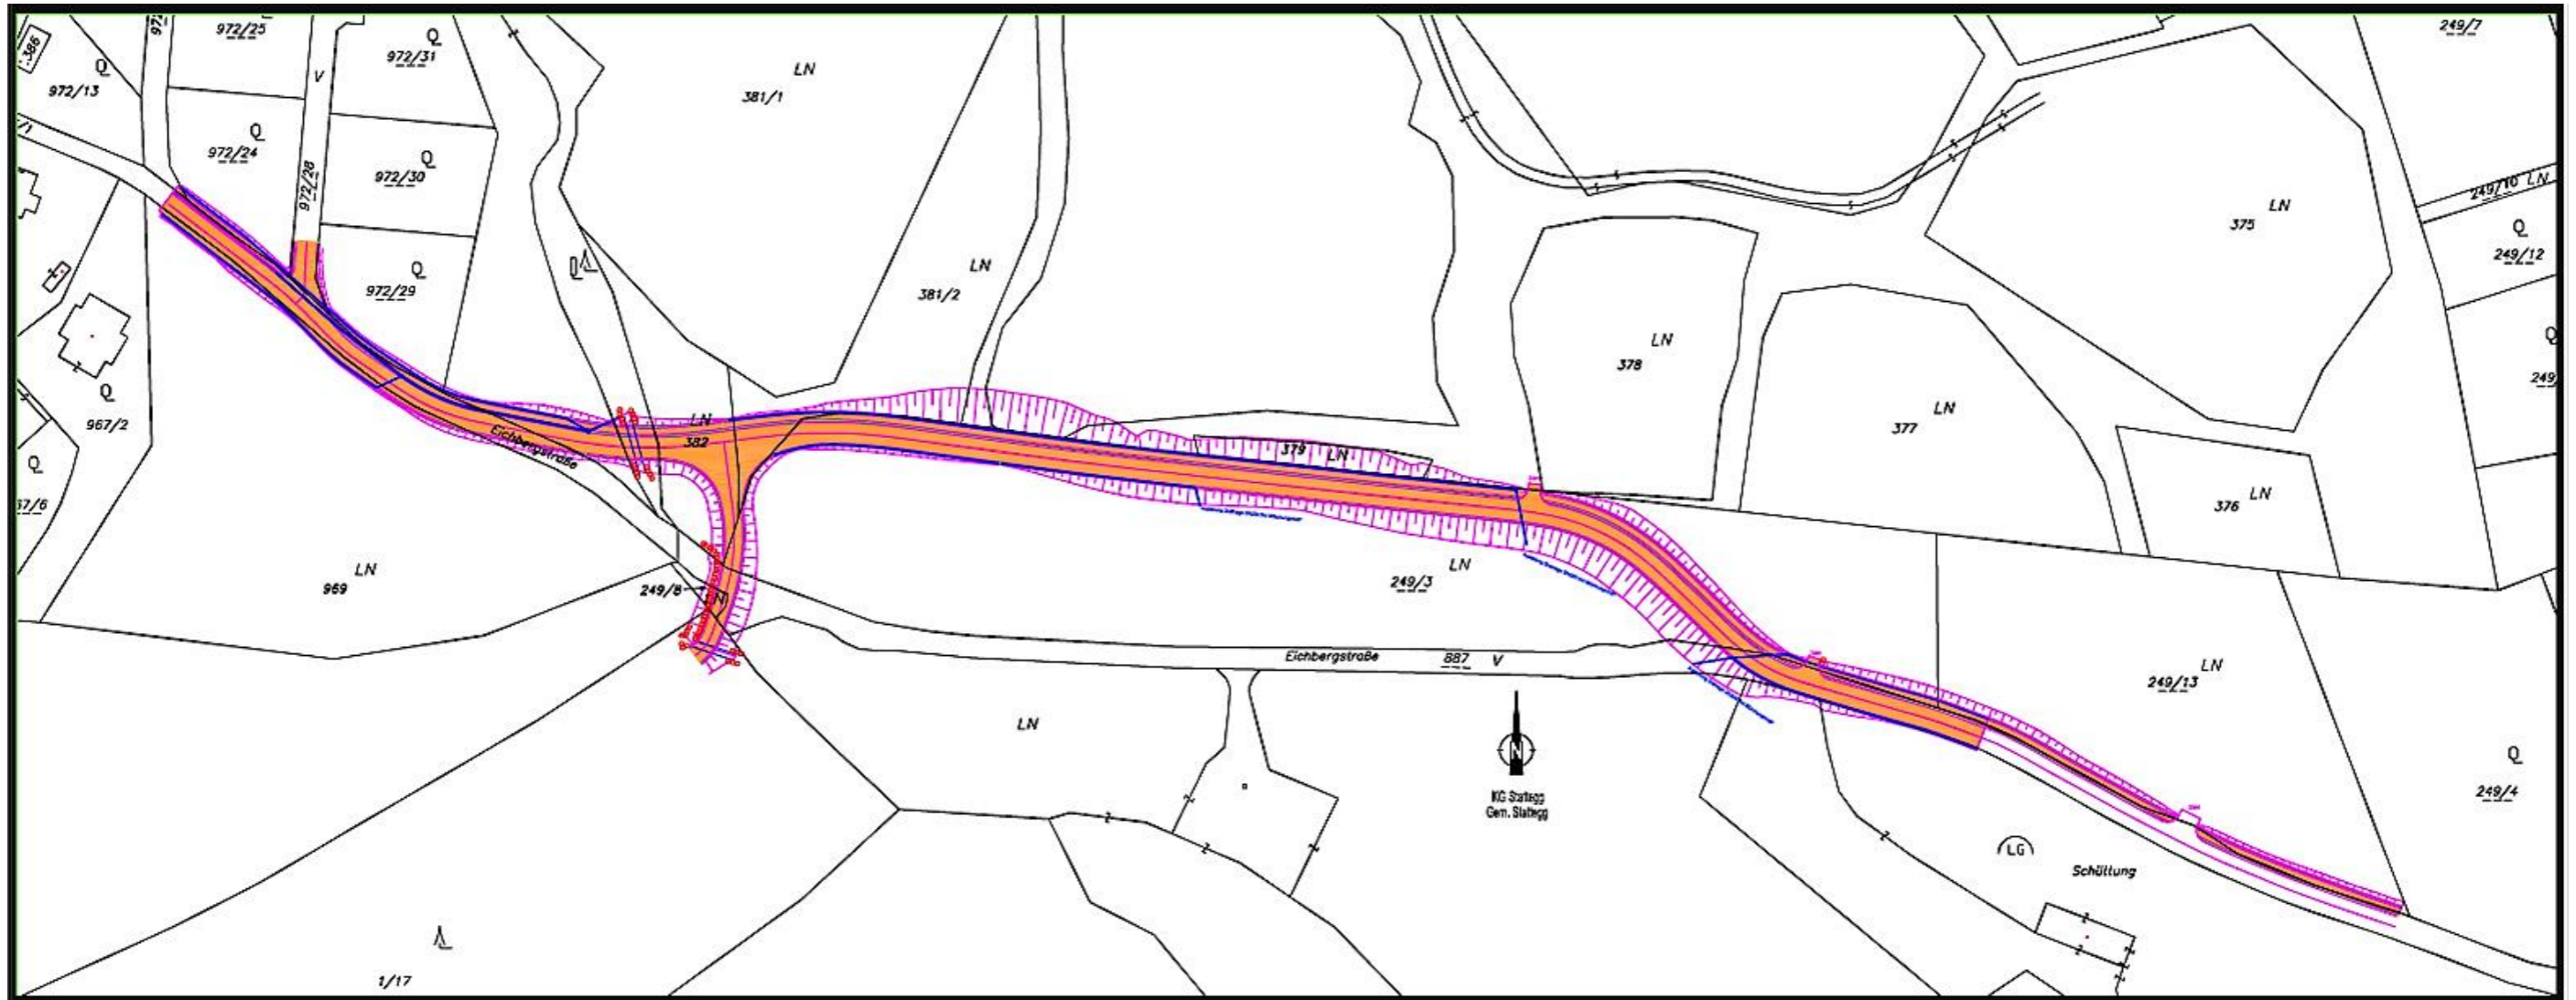 972/25
972/31
Q
249/7
.386
Q
972/13
V
LN
381/1
Q
972/24
Q
972/30
972/28
249/10 LN
LN
375
Q
249/12
Q
972/29
LN
381/2
Q
LN
378
249
Q
967/2
LN
377
LN
382
Eichbergstraße
379 LN
Q
LN
376
LN
969
LN
249/3
249/8
LN
Eichbergstraße 887 V
LN
249/13
LN
N
Q
249/4
KG Stattegg
Gem. Stattegg
LG
Schüttung
1/17